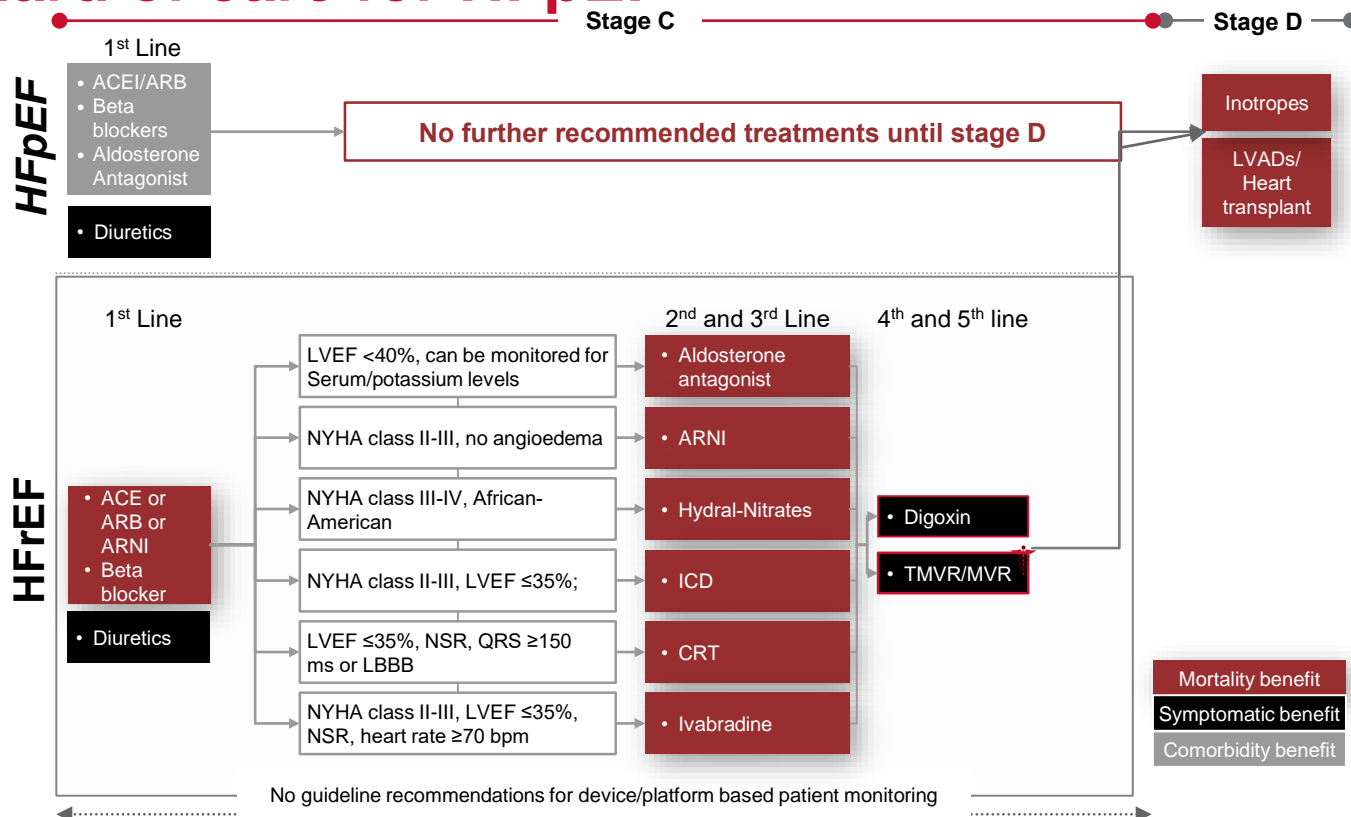 Stage C
Stage D
1st Line
HFpEF
• ACEI/ARB
• Beta
blockers
• Aldosterone
Antagonist
• Diuretics
No further recommended treatments until stage D
Inotropes
LVADs/
Heart
transplant
1st Line
2nd and 3rd Line
4th and 5th line
HFrEF
• ACE or
ARB or
ARNI
• Beta
blocker
• Diuretics
LVEF <40%, can be monitored for
Serum/potassium levels
• Aldosterone
antagonist
NYHA class II-III, no angioedema
• ARNI
NYHA class III-IV, African-
American
• Hydral-Nitrates
NYHA class II-III, LVEF ≤35%;
• ICD
LVEF ≤35%, NSR, QRS ≥150
ms or LBBB
• CRT
NYHA class II-III, LVEF ≤35%,
NSR, heart rate ≥70 bpm
• Ivabradine
• Digoxin
• TMVR/MVR
Mortality benefit
Symptomatic benefit
Comorbidity benefit
No guideline recommendations for device/platform based patient monitoring